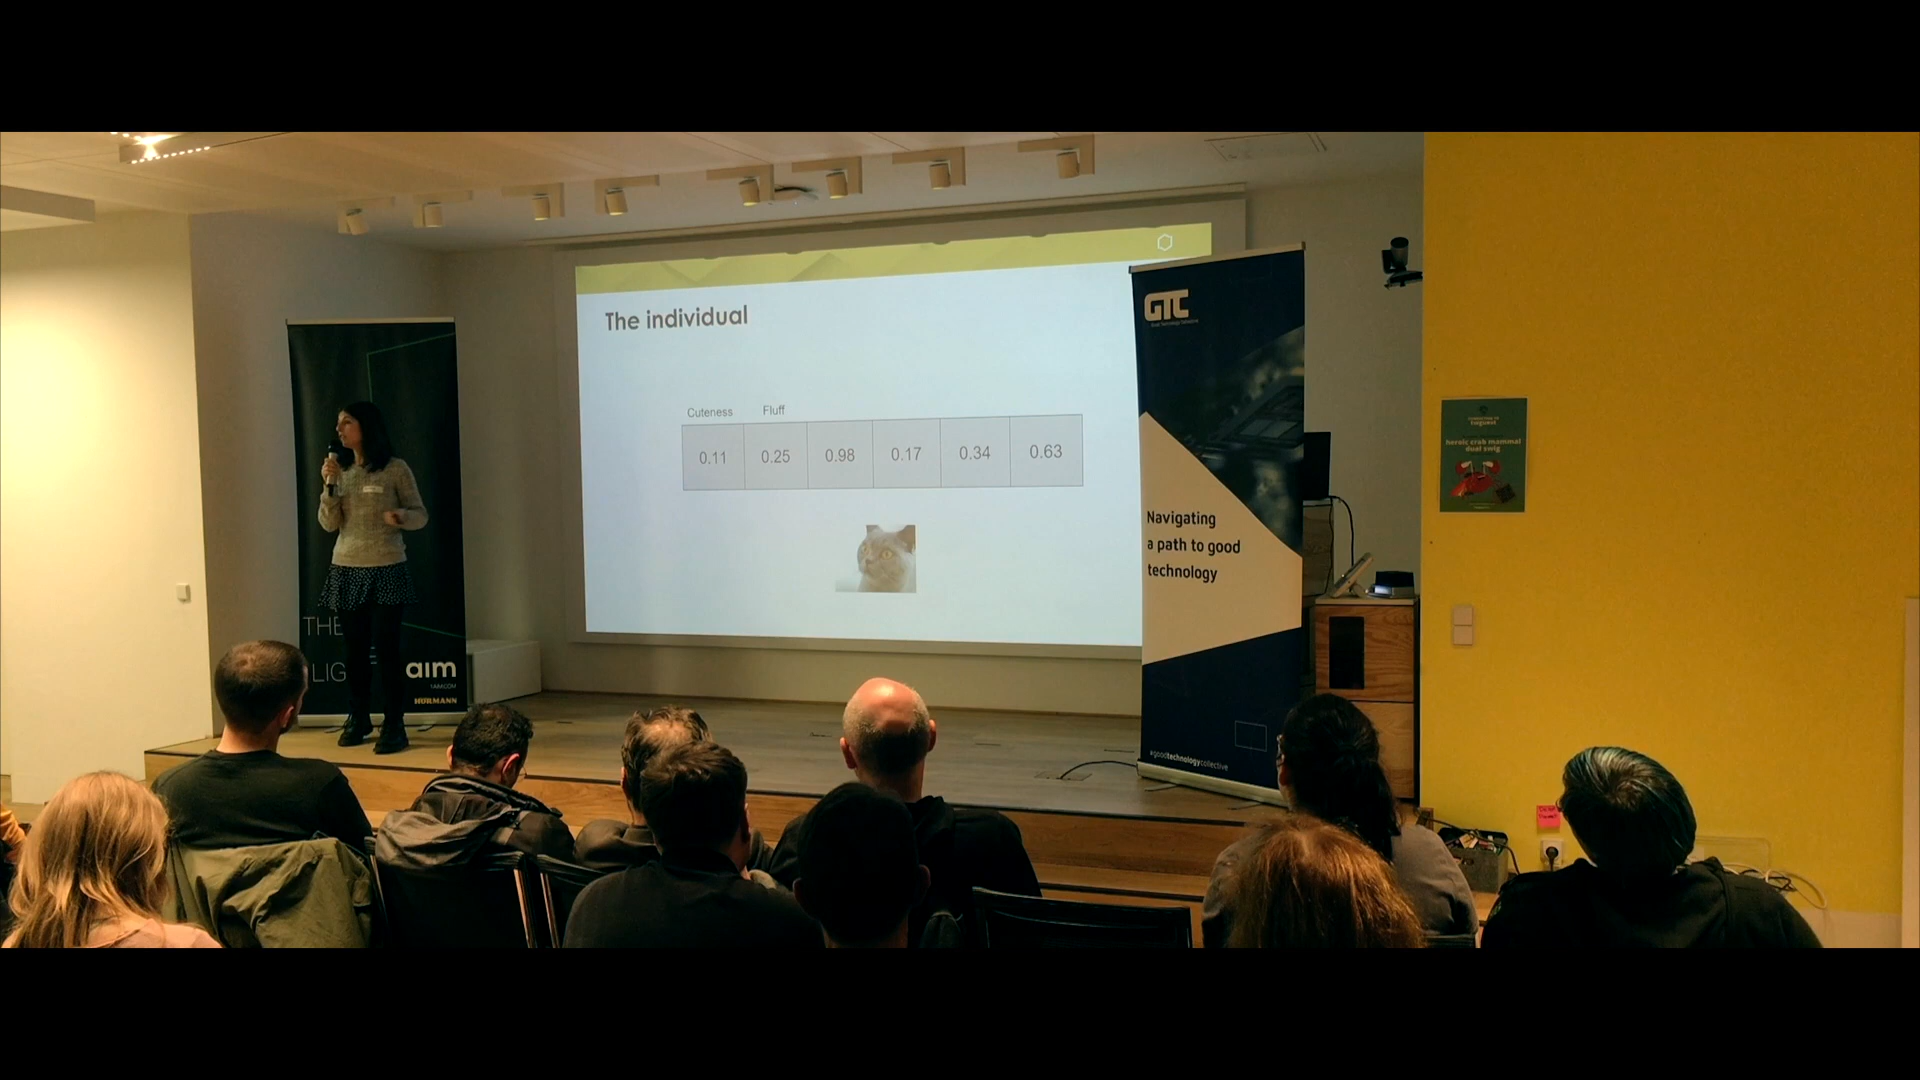 The individual
Cuteness Fluff
0.11 0.25 0.98 0.17 0.34 0.63
GTC
Navigating
a path to good
technology
#goodtechnologycollective
THE
LIG
aim
HÖRMANN
heroic crab mammal
dual swig